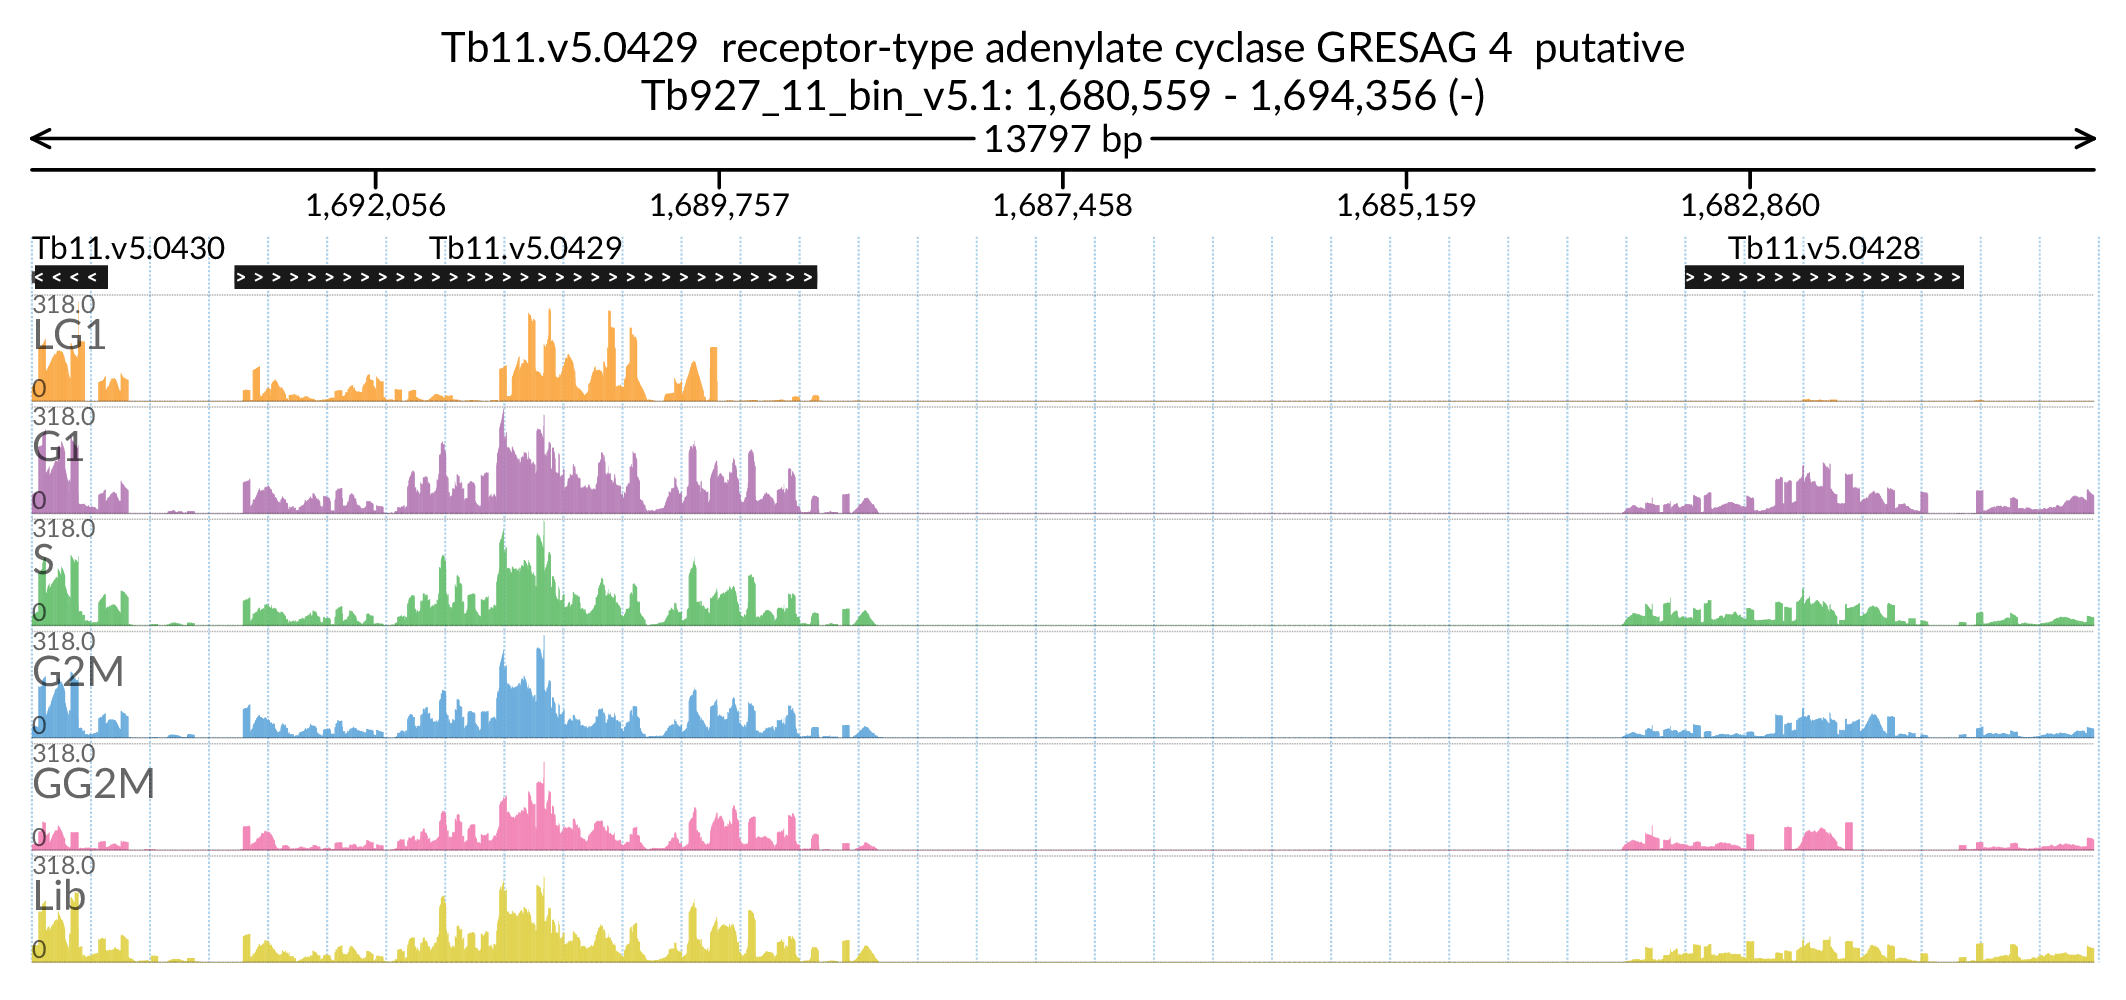 Tb11.v5.0429 receptor-type adenylate cyclase GRESAG 4 putative
Tb927_11_bin_v5.1: 1,680,559 - 1,694,356 (-)
13797 bp
1,692,056 1,689,757 1,687,458 1,685,159 1,682,860
Tb11.v5.0430 Tb11.v5.0429 Tb11.v5.0428
318.0
LG1
0
318.0
G1
0
318.0
S
0
318.0
G2M
0
318.0
GG2M
0
318.0
Lib
0